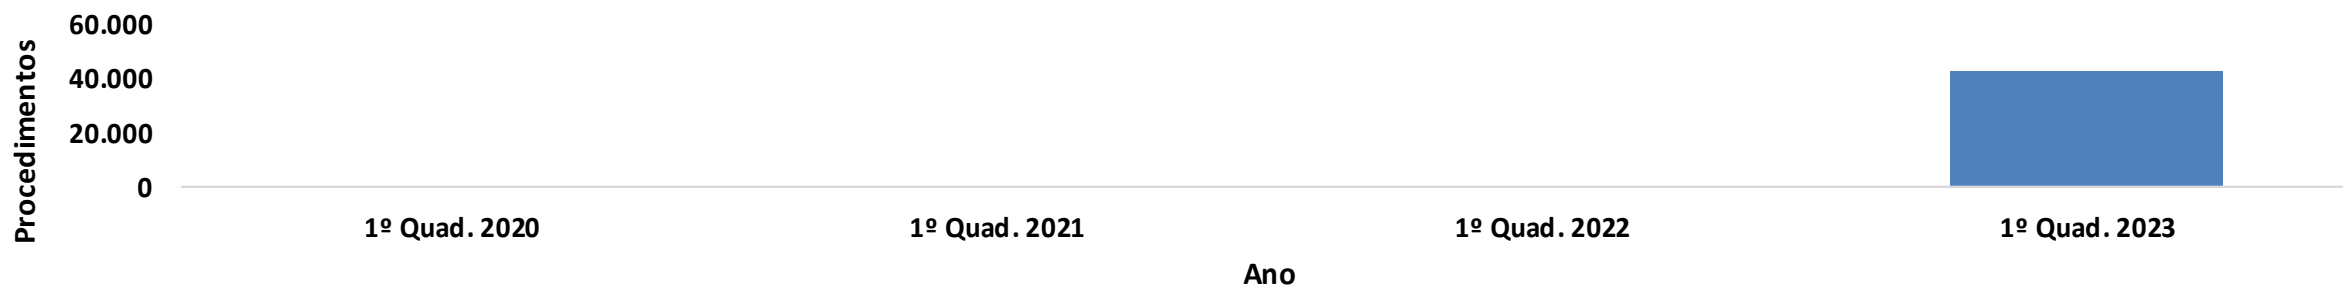 Procedimentos
60.000
40.000
20.000
0
1º Quad. 2020
1º Quad. 2021
1º Quad. 2022
1º Quad. 2023
Ano